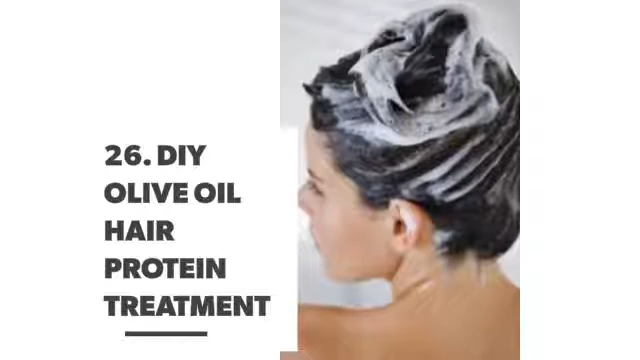 26. DIY
OLIVE OIL
HAIR
PROTEIN
TREATMENT